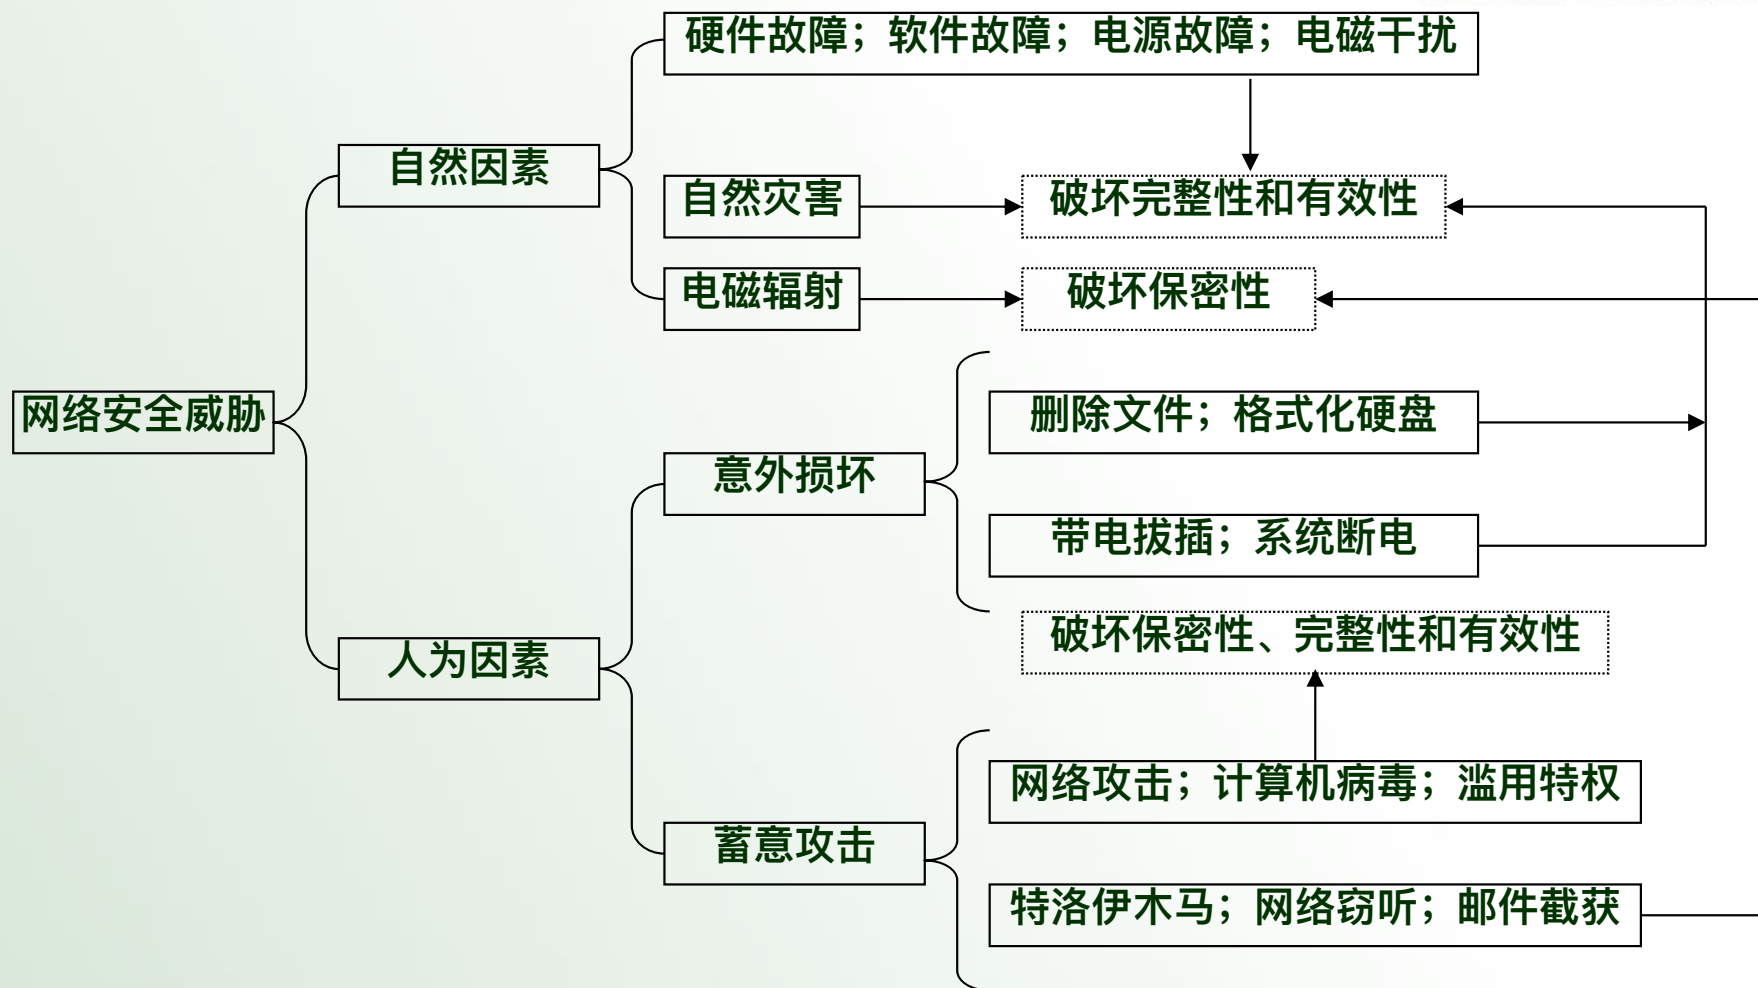 硬件故障；软件故障；电源故障；电磁干扰
自然因素
自然灾害
破坏完整性和有效性
电磁辐射
破坏保密性
网络安全威胁
删除文件；格式化硬盘
意外损坏
带电拔插；系统断电
破坏保密性、完整性和有效性
人为因素
网络攻击；计算机病毒；滥用特权
蓄意攻击
特洛伊木马；网络窃听；邮件截获